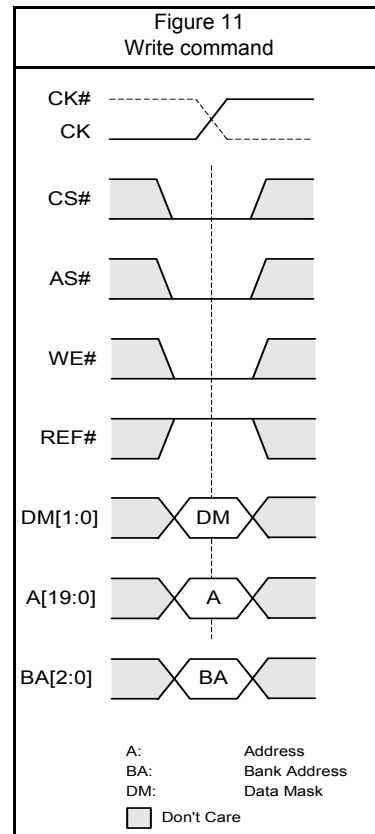 Figure 11
Write command
CK#
CK
CS#
AS#
WE#
REF#
DM[1:0] DM
A[19:0] A
BA[2:0] BA
A: Address
BA: Bank Address
DM: Data Mask
Don't Care